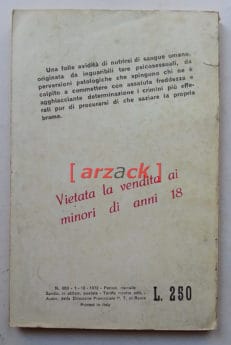 Una folle avidità di nutrirsi di sangue umano,
originata da inguaribili tare psicosessuali, da
perversioni patologiche che spingono chi ne è
colpito a commettere con assoluta freddezza e
agghiacciante determinazione i crimini più effe-
rati pur di procurarsi di che saziare la propria
brama.
[arzack]
Vietata la vendita ai
minori di anni 18
Printed in Italy
L. 250